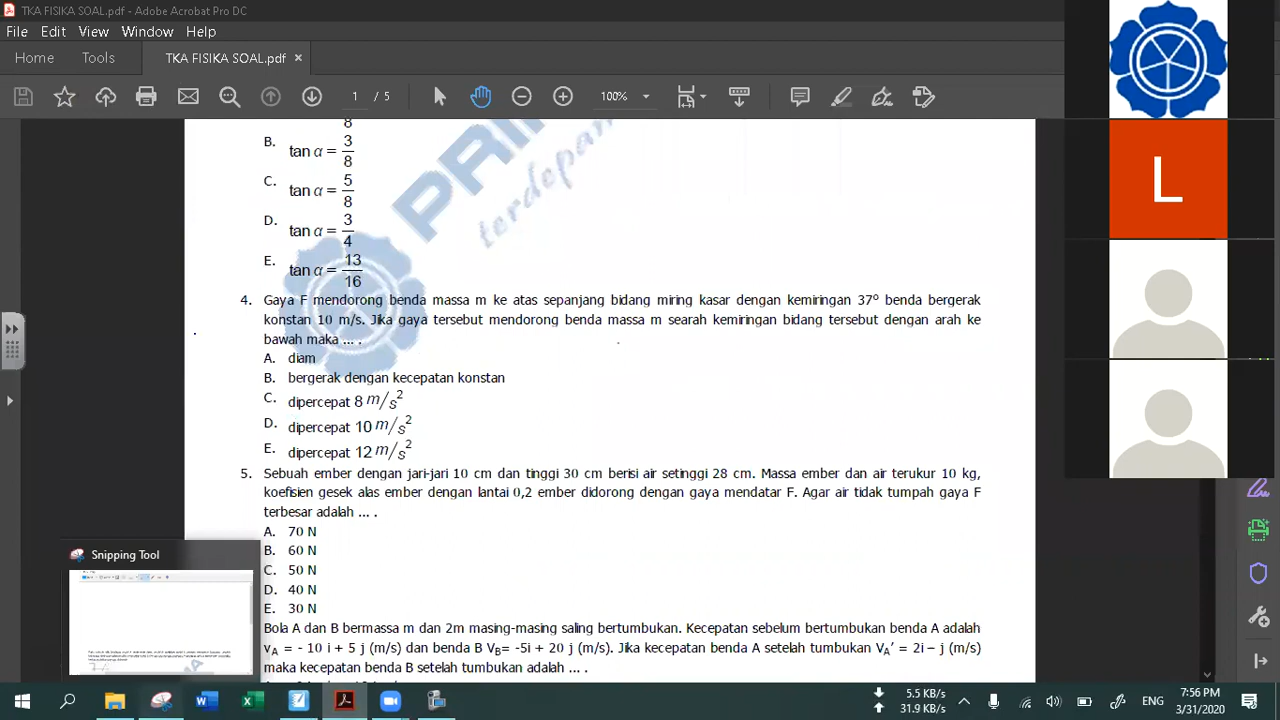 TKA FISIKA SOAL.pdf - Adobe Acrobat Pro DC
File Edit View Window Help
Home Tools TKA FISIKA SOAL.pdf ×
1 / 5 100%
8
B. tan α = 3/8
C. tan α = 5/8
D. tan α = 3/4
E. tan α = 13/16
PRIM
terdepan
4. Gaya F mendorong benda massa m ke atas sepanjang bidang miring kasar dengan kemiringan 37° benda bergerak
konstan 10 m/s. Jika gaya tersebut mendorong benda massa m searah kemiringan bidang tersebut dengan arah ke
bawah maka ... .
A. diam
B. bergerak dengan kecepatan konstan
C. dipercepat 8 m/s²
D. dipercepat 10 m/s²
E. dipercepat 12 m/s²
5. Sebuah ember dengan jari-jari 10 cm dan tinggi 30 cm berisi air setinggi 28 cm. Massa ember dan air terukur 10 kg,
koefisien gesek alas ember dengan lantai 0,2 ember didorong dengan gaya mendatar F. Agar air tidak tumpah gaya F
terbesar adalah ... .
A. 70 N
B. 60 N
C. 50 N
D. 40 N
E. 30 N
Bola A dan B bermassa m dan 2m masing-masing saling bertumbukan. Kecepatan sebelum bertumbukan benda A adalah
vA = - 10 i + 5 j (m/s) dan benda B VB= -5i + 20 j (m/s). Jika kecepatan benda A setelah tumbukan VA' = 2i – j (m/s)
maka kecepatan benda B setelah tumbukan adalah ... .
L
Snipping Tool
5.5 KB/s
31.9 KB/s
ENG
7:56 PM
3/31/2020